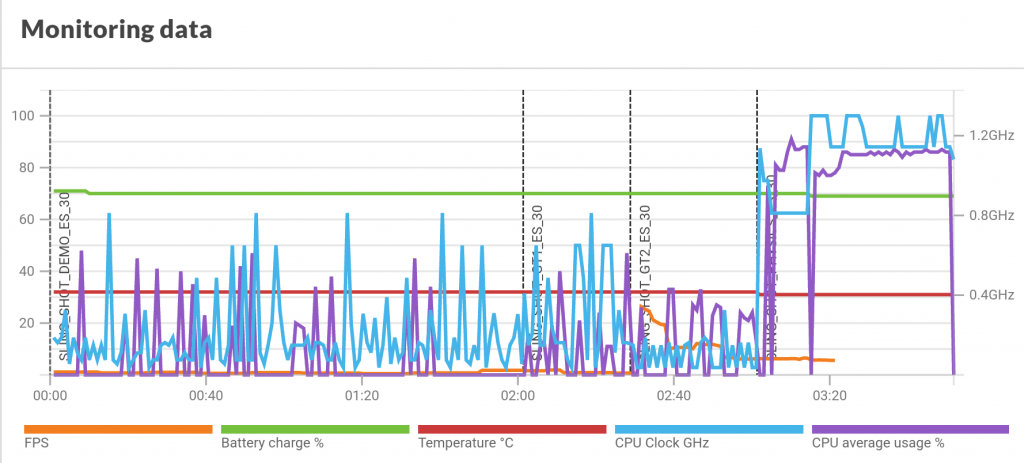 Monitoring data
100
80
60
40
20
1.2GHz
0.8GHz
0.4GHz
SLING_SHOT_DEMO_ES_30
SLING_SHOT_GT1_ES_30
SLING_SHOT_GT2_ES_30
00:00 00:40 01:20 02:00 02:40 03:20
FPS Battery charge % Temperature °C CPU Clock GHz CPU average usage %